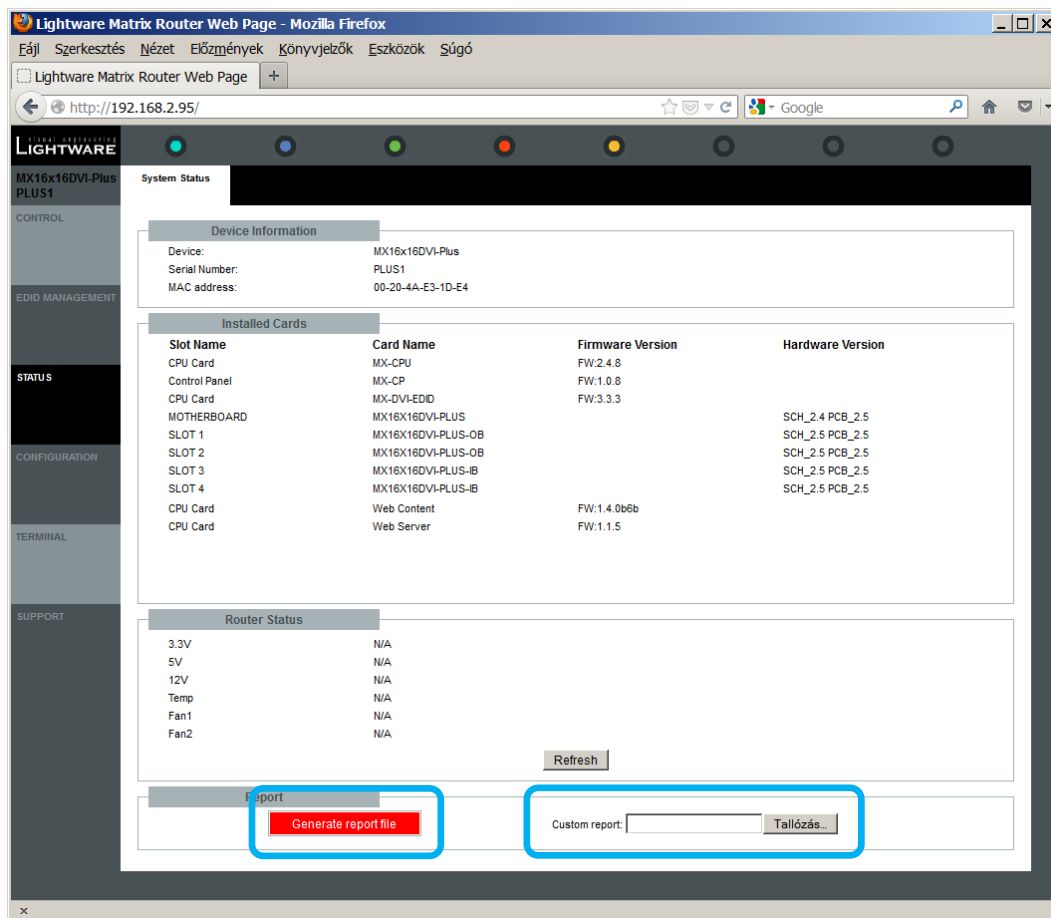 Lightware Matrix Router Web Page - Mozilla Firefox
Fájl Szerkesztés Nézet Előzmények Könyvjelzők Eszközök Súgó
Lightware Matrix Router Web Page +
http://192.168.2.95/ Google
visual engineering
LIGHTWARE
MX16x16DVI-Plus
PLUS1
System Status
CONTROL
EDID MANAGEMENT
STATUS
CONFIGURATION
TERMINAL
SUPPORT
Device Information
Device: MX16x16DVI-Plus
Serial Number: PLUS1
MAC address: 00-20-4A-E3-1D-E4
Installed Cards
Slot Name Card Name Firmware Version Hardware Version
CPU Card MX-CPU FW:2.4.8
Control Panel MX-CP FW:1.0.8
CPU Card MX-DVI-EDID FW:3.3.3
MOTHERBOARD MX16X16DVI-PLUS SCH_2.4 PCB_2.5
SLOT 1 MX16X16DVI-PLUS-OB SCH_2.5 PCB_2.5
SLOT 2 MX16X16DVI-PLUS-OB SCH_2.5 PCB_2.5
SLOT 3 MX16X16DVI-PLUS-IB SCH_2.5 PCB_2.5
SLOT 4 MX16X16DVI-PLUS-IB SCH_2.5 PCB_2.5
CPU Card Web Content FW:1.4.0b6b
CPU Card Web Server FW:1.1.5
Router Status
3.3V N/A
5V N/A
12V N/A
Temp N/A
Fan1 N/A
Fan2 N/A
Refresh
Report
Generate report file
Custom report: Tallózás...
x